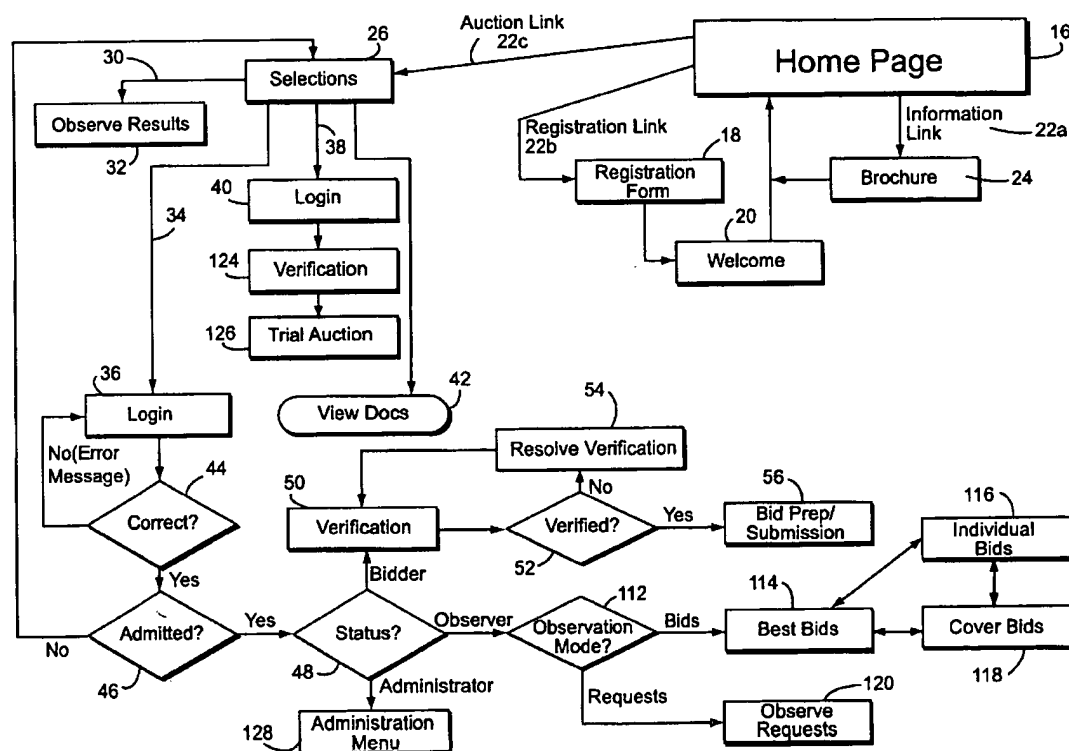 Auction Link
22c
26
16
30
Selections
Home Page
Observe Results
32
38
Registration Link
22b
18
Information
Link
22a
Registration
Form
Brochure
24
40
Login
34
20
Welcome
124
Verification
126
Trial Auction
36
Login
42
View Docs
54
Resolve Verification
No(Error
Message)
44
50
No
56
116
Correct?
Verification
Verified?
Yes
Bid Prep/
Submission
Individual
Bids
52
Yes
Bidder
112
114
Admitted?
Yes
Status?
Observer
Observation
Mode?
Bids
Best Bids
Cover Bids
No
46
48
118
Administrator
Requests
120
128
Administration
Menu
Observe
Requests